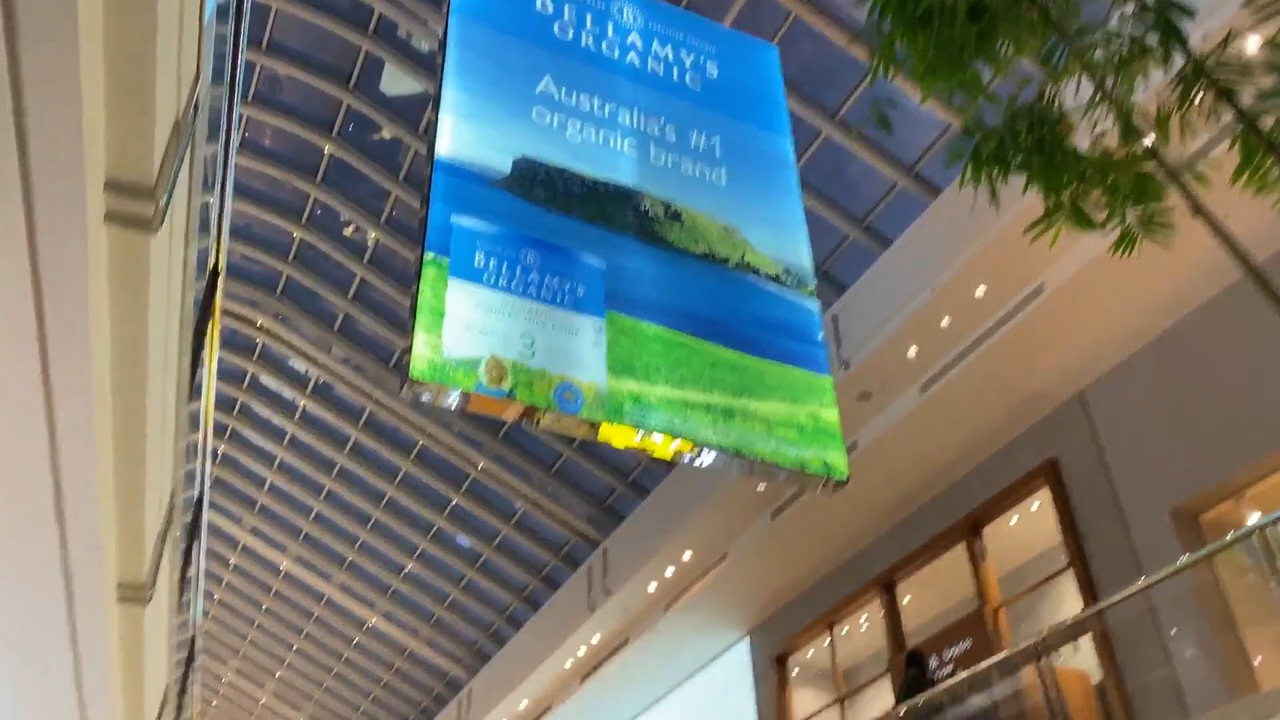 BELLAMY'S
ORGANIC
Australia's #1
organic brand
BELLAMY'S
ORGANIC
3